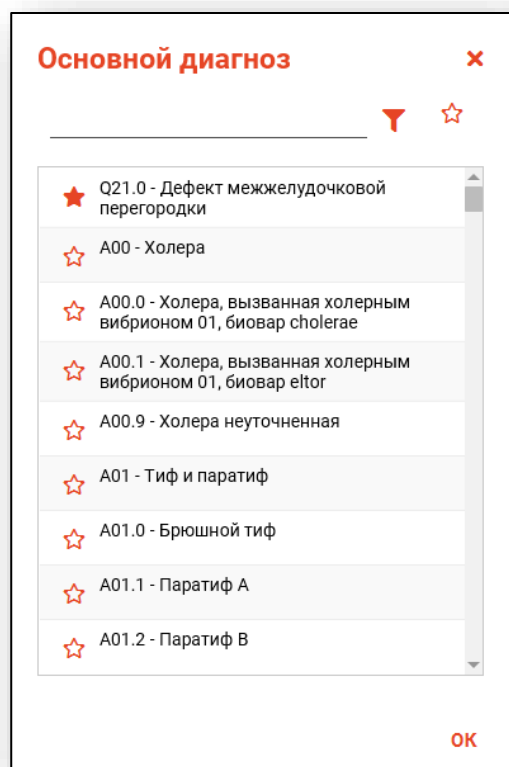 Основной диагноз
Q21.0 - Дефект межжелудочковой
перегородки
A00 - Холера
A00.0 - Холера, вызванная холерным
вибрионом 01, биовар cholerae
A00.1 - Холера, вызванная холерным
вибрионом 01, биовар eltor
A00.9 - Холера неуточненная
A01 - Тиф и паратиф
A01.0 - Брюшной тиф
A01.1 - Паратиф A
A01.2 - Паратиф B
ОК